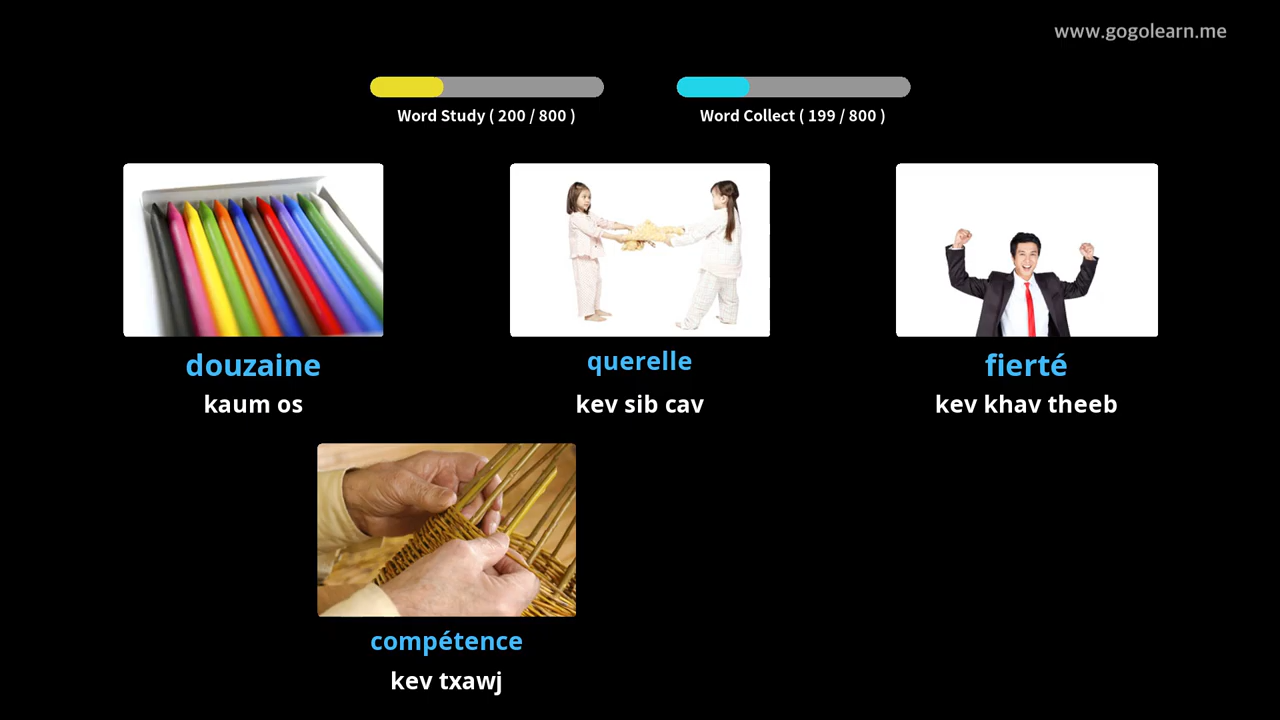 www.gogolearn.me
Word Study ( 200 / 800 )
Word Collect ( 199 / 800 )
douzaine
kaum os
querelle
kev sib cav
fierté
kev khav theeb
compétence
kev txawj